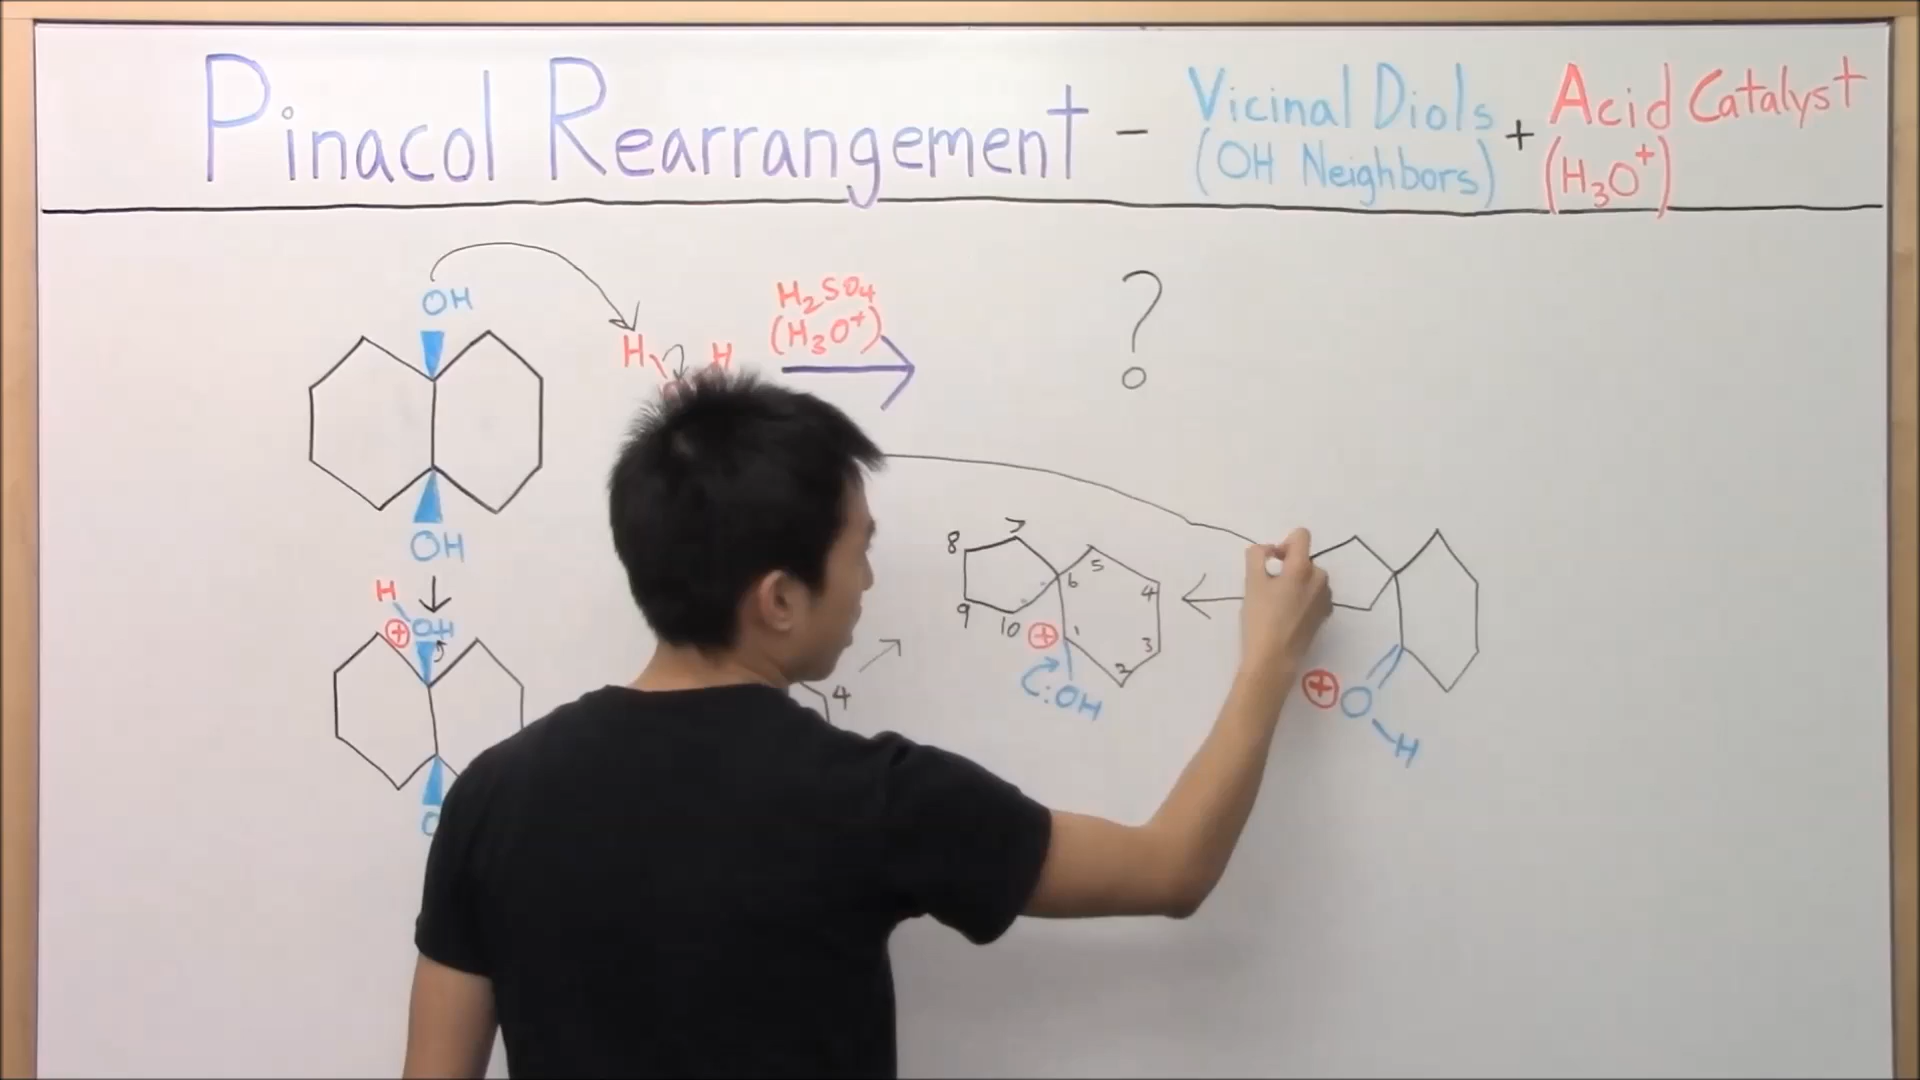 Pinacol Rearrangement - Vicinal Diols + Acid Catalyst
(OH Neighbors) (H₃O⁺)
OH
H₂SO₄
(H₃O⁺)
?
H H
OH
H
⊕ OH
8 7 5
6 4
9 10 ⊕ 1 3
2
4
C:OH
⊕ O
H